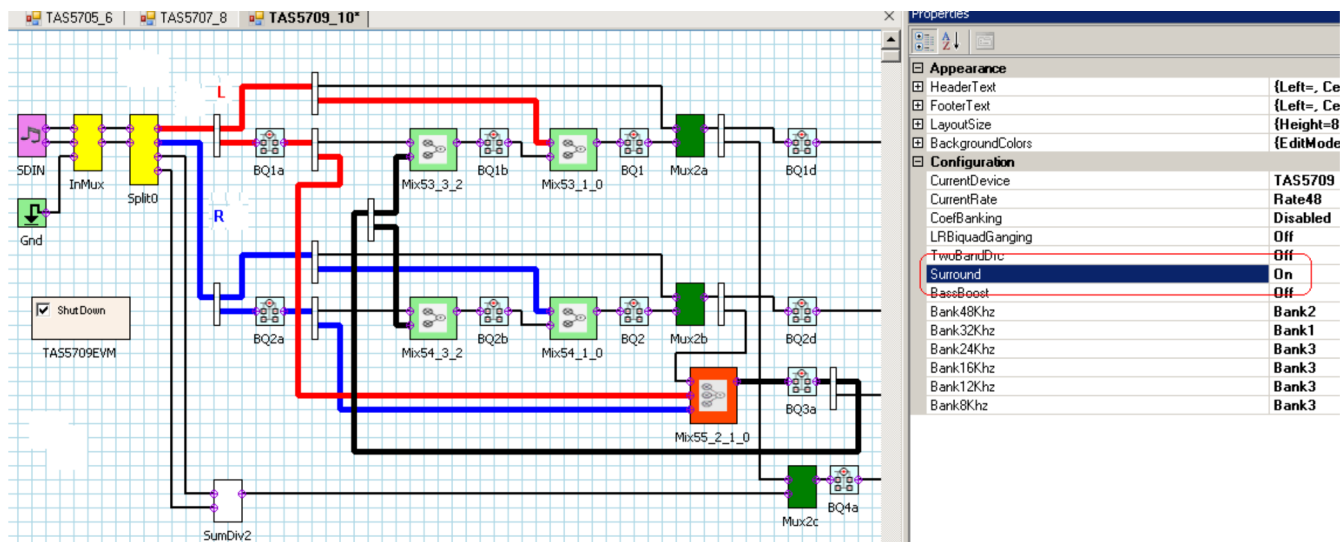 TAS5705_6
TAS5707_8
TAS5709_10*
Properties
Appearance
HeaderText {Left=, Ce
FooterText {Left=, Ce
LayoutSize {Height=8
BackgroundColors {EditMode
Configuration
CurrentDevice TAS5709
CurrentRate Rate48
CoefBanking Disabled
LRBiquadGanging Off
TwoBandDrc Off
Surround On
BassBoost Off
Bank48Khz Bank2
Bank32Khz Bank1
Bank24Khz Bank3
Bank16Khz Bank3
Bank12Khz Bank3
Bank8Khz Bank3
L
SDIN
InMux
Split0
BQ1a
Mix53_3_2
BQ1b
Mix53_1_0
BQ1
Mux2a
BQ1d
Gnd
R
ShutDown
TAS5709EVM
BQ2a
Mix54_3_2
BQ2b
Mix54_1_0
BQ2
Mux2b
BQ2d
Mix55_2_1_0
BQ3a
SumDiv2
Mux2c
BQ4a